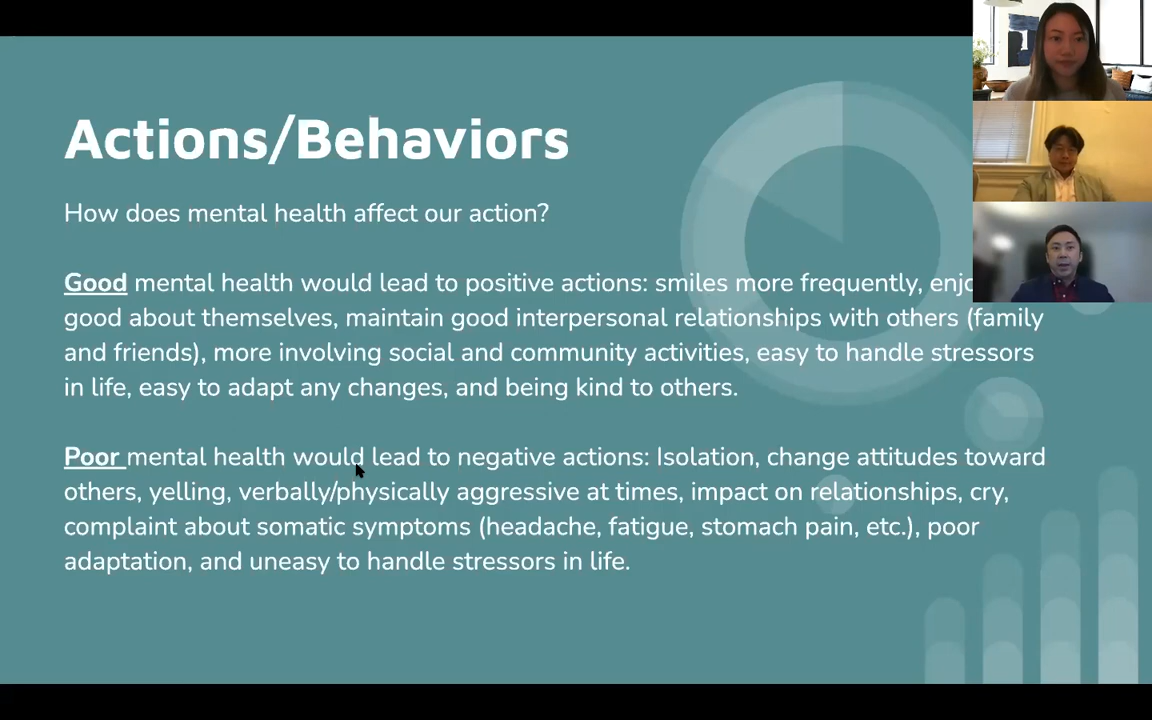 Actions/Behaviors
How does mental health affect our action?
Good mental health would lead to positive actions: smiles more frequently,
good about themselves, maintain good interpersonal relationships with others (family
and friends), more involving social and community activities, easy to handle stressors
in life, easy to adapt any changes, and being kind to others.
Poor mental health would lead to negative actions: Isolation, change attitudes toward
others, yelling, verbally/physically aggressive at times, impact on relationships, cry,
complaint about somatic symptoms (headache, fatigue, stomach pain, etc.), poor
adaptation, and uneasy to handle stressors in life.